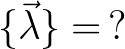 $\{\vec{\lambda}\} = ?$